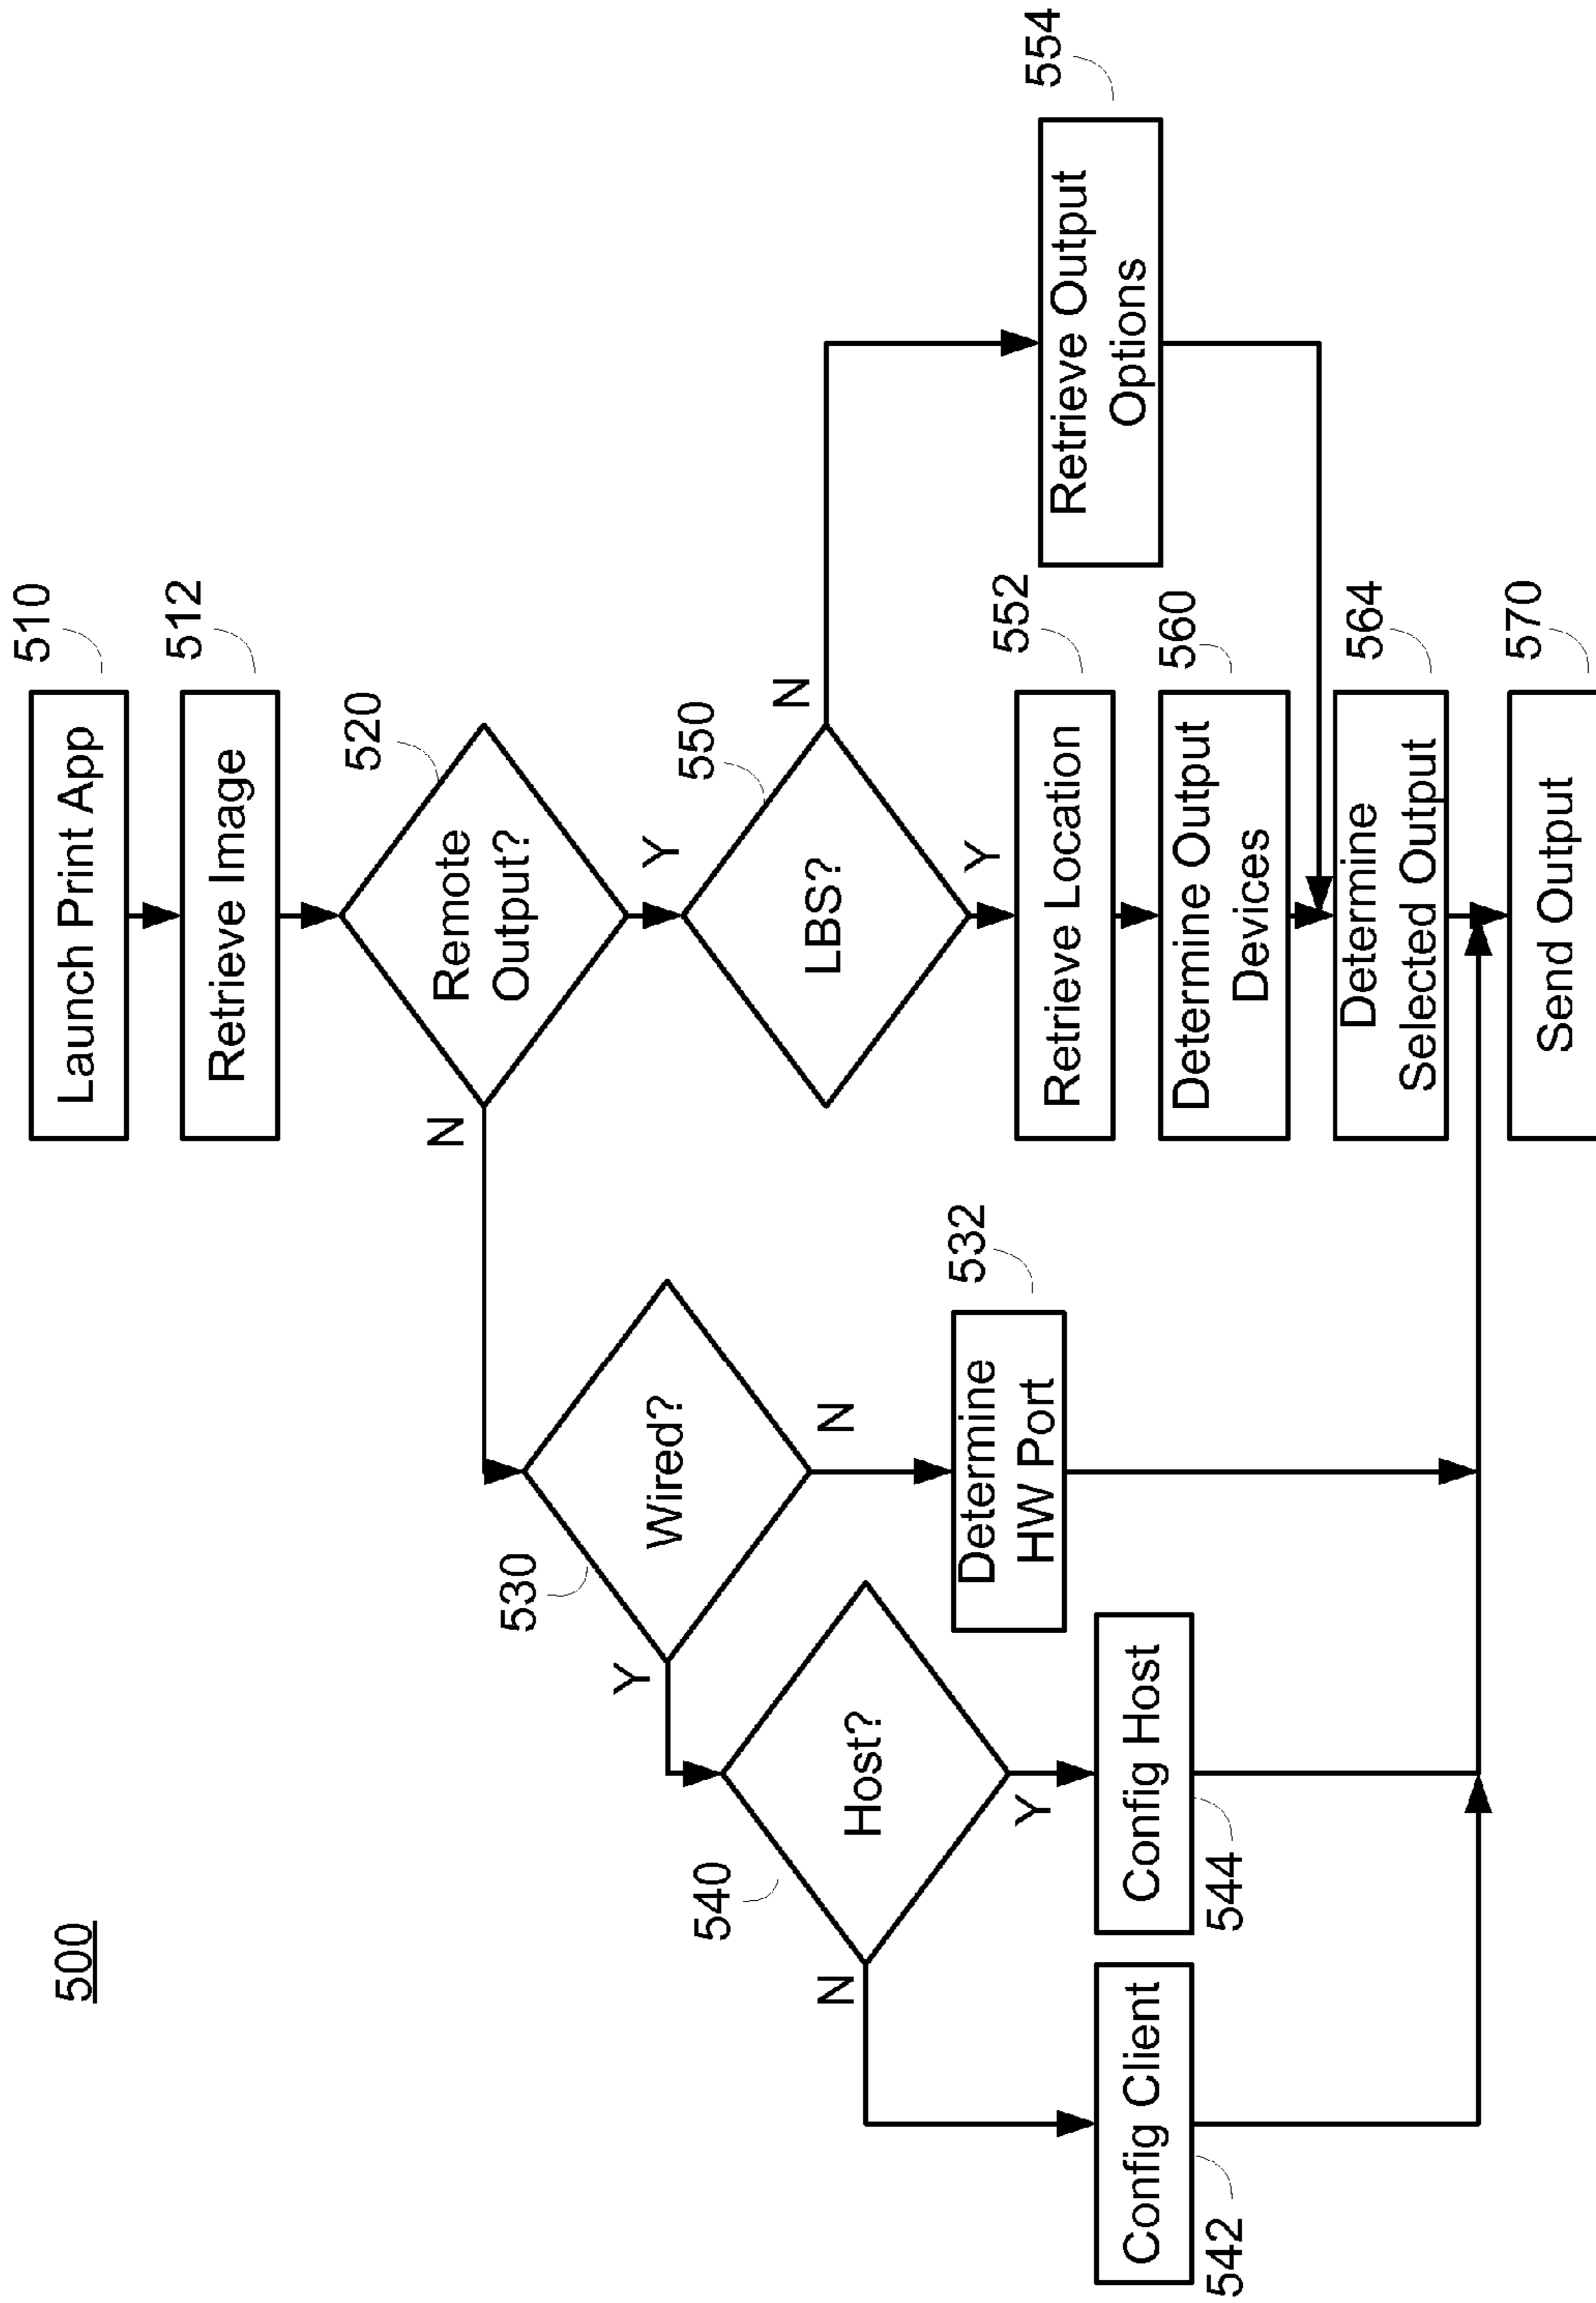 500
Launch Print App
510
Retrieve Image
512
Remote
Output?
520
N
Y
Wired?
530
Y
N
LBS?
550
N
Y
Host?
540
N
Y
Determine
HW Port
532
Retrieve Location
552
Retrieve Output
Options
554
Config Client
542
Config Host
544
Determine Output
Devices
560
Determine
Selected Output
564
Send Output
570